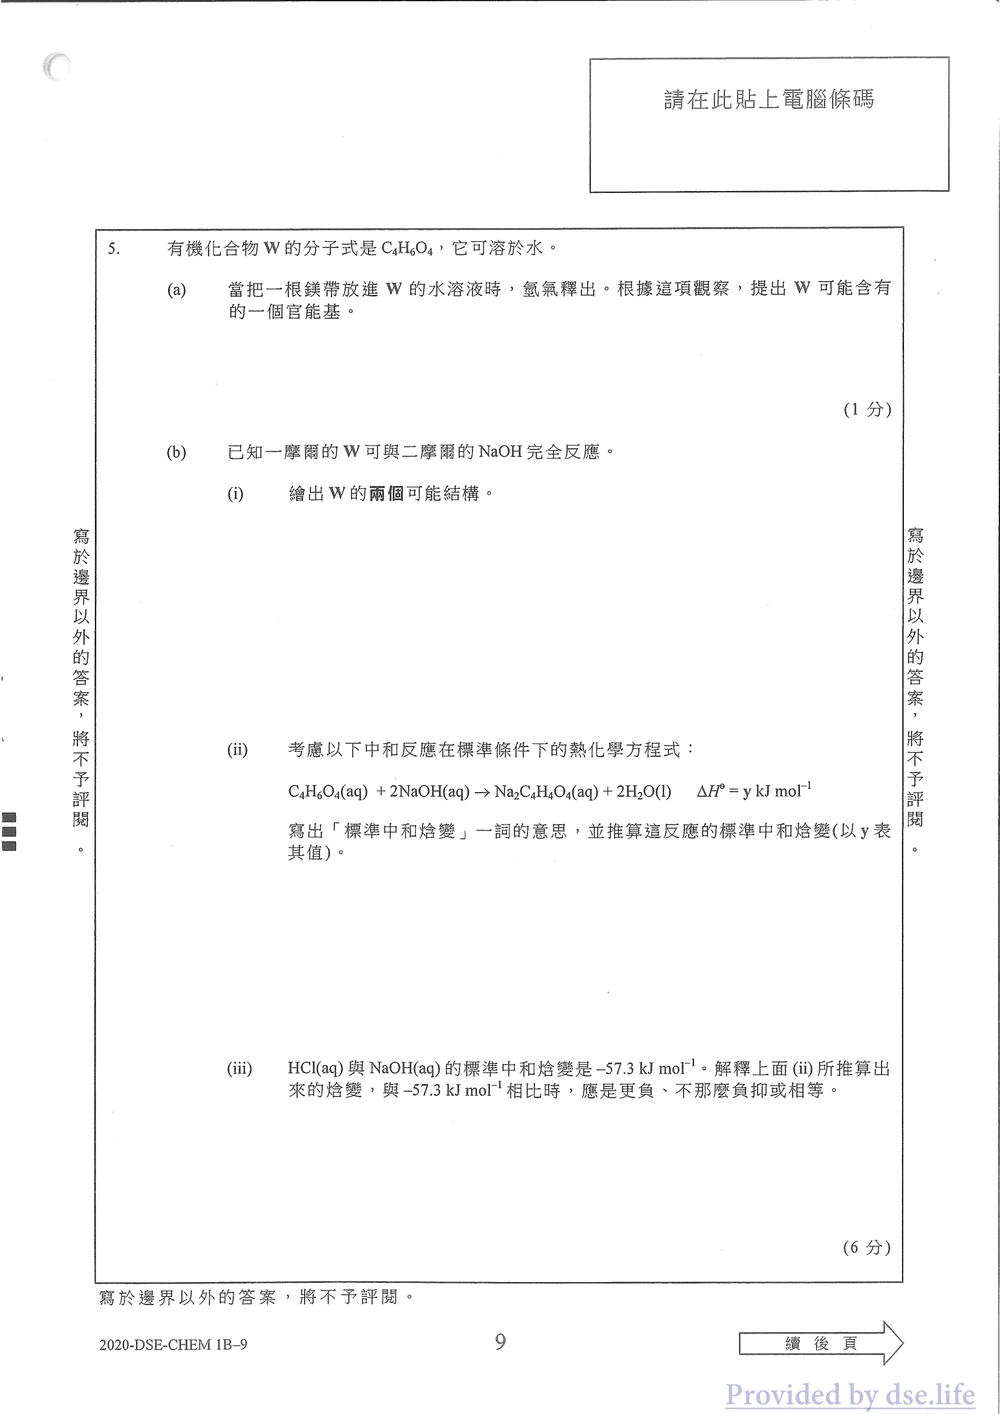 請在此貼上電腦條碼
5. 有機化合物 W 的分子式是 C₄H₆O₄，它可溶於水。
(a) 當把一根鎂帶放進 W 的水溶液時，氫氣釋出。根據這項觀察，提出 W 可能含有
的一個官能基。
(1 分)
(b) 已知一摩爾的 W 可與二摩爾的 NaOH 完全反應。
(i) 繪出 W 的兩個可能結構。
(ii) 考慮以下中和反應在標準條件下的熱化學方程式：
C₄H₆O₄(aq) + 2NaOH(aq) → Na₂C₄H₄O₄(aq) + 2H₂O(l) ΔH° = y kJ mol⁻¹
寫出「標準中和焓變」一詞的意思，並推算這反應的標準中和焓變(以 y 表
其值)。
(iii) HCl(aq) 與 NaOH(aq) 的標準中和焓變是 –57.3 kJ mol⁻¹。解釋上面 (ii) 所推算出
來的焓變，與 –57.3 kJ mol⁻¹ 相比時，應是更負、不那麼負抑或相等。
(6 分)
寫於邊界以外的答案，將不予評閱。
寫於邊界以外的答案，將不予評閱。
寫於邊界以外的答案，將不予評閱。
2020-DSE-CHEM 1B–9
9
續後頁
Provided by dse.life